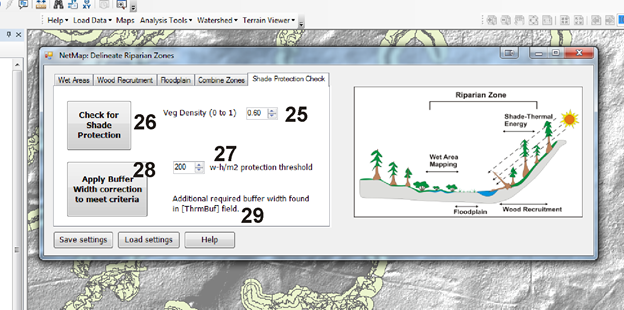 Help Load Data Maps Analysis Tools Watershed Terrain Viewer
NetMap: Delineate Riparian Zones
Wet Areas Wood Recruitment Floodplain Combine Zones Shade Protection Check
Check for
Shade
Protection
26
Veg Density (0 to 1)
0.60
25
Apply Buffer
Width correction
to meet criteria
28
27
200
w-h/m2 protection threshold
Additional required buffer width found
in [ThrmBuf] field.
29
Save settings Load settings Help
Riparian Zone
Shade-Thermal
Energy
Wet Area
Mapping
Floodplain
Wood Recruitment